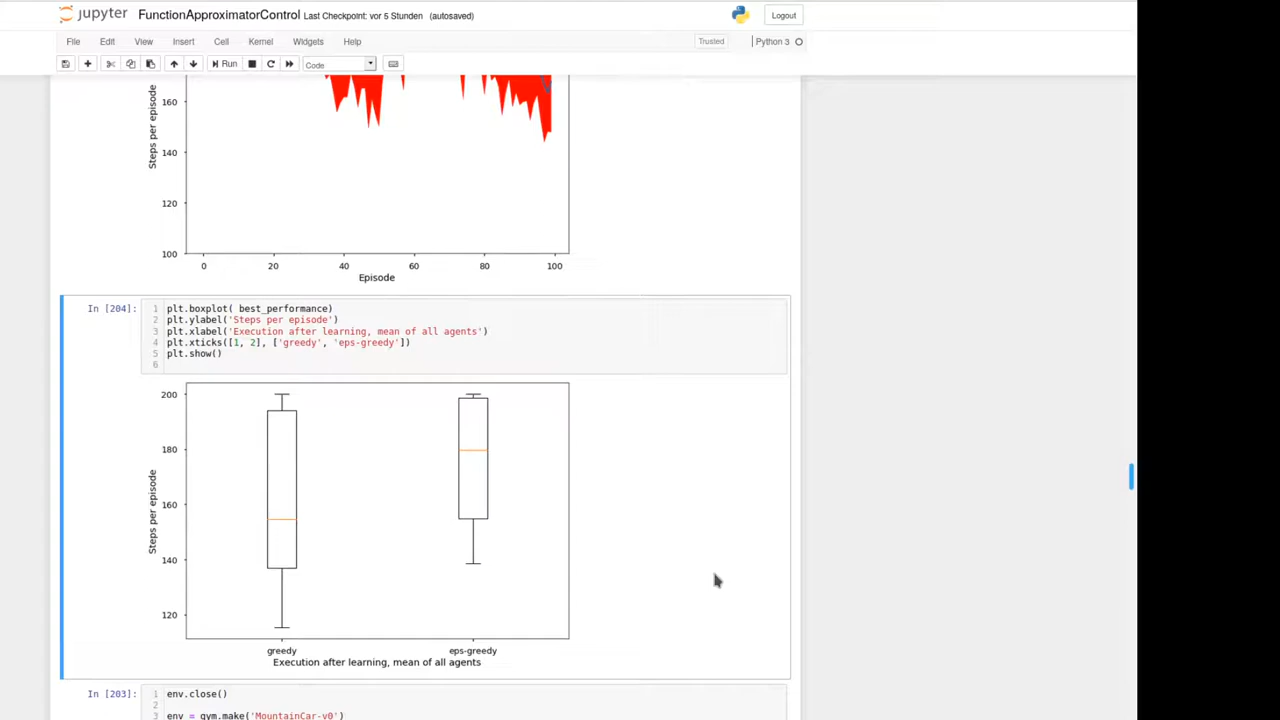 jupyter FunctionApproximatorControl Last Checkpoint: vor 5 Stunden (autosaved) Logout
File Edit View Insert Cell Kernel Widgets Help Trusted Python 3
Run Code
160
140
120
100
Steps per episode
0 20 40 60 80 100
Episode
In [204]:
1 plt.boxplot( best_performance)
2 plt.ylabel('Steps per episode')
3 plt.xlabel('Execution after learning, mean of all agents')
4 plt.xticks([1, 2], ['greedy', 'eps-greedy'])
5 plt.show()
6
200
180
160
140
120
Steps per episode
greedy eps-greedy
Execution after learning, mean of all agents
In [203]:
1 env.close()
2
3 env = gym.make('MountainCar-v0')